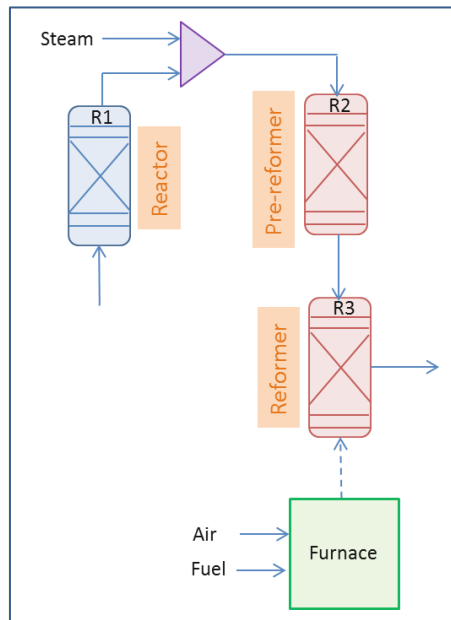 Steam
R1
Reactor
R2
Pre-reformer
R3
Reformer
Air
Fuel
Furnace